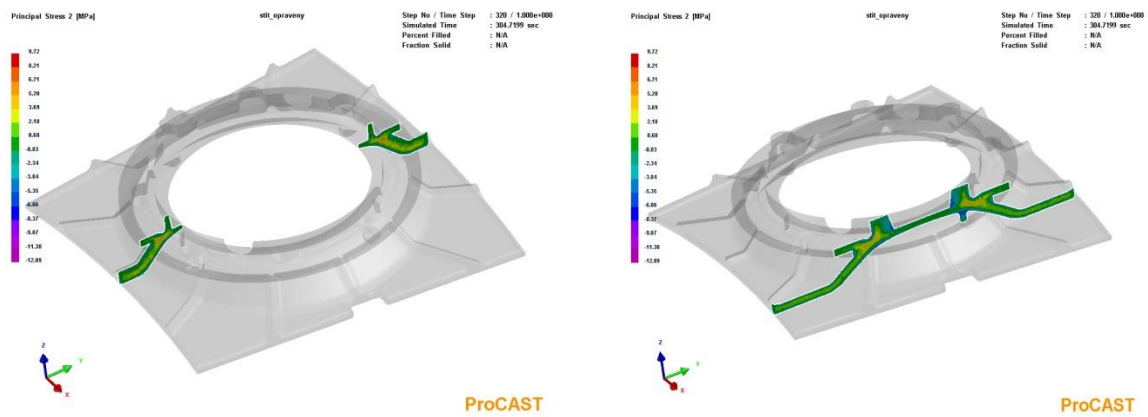 Principal Stress 2 [MPa]
stit_opraveny
Step No / Time Step : 320 / 1.000e+000
Simulated Time : 304.7199 sec
Percent Filled : N/A
Fraction Solid : N/A
9.72
8.21
6.71
5.20
3.69
2.19
0.68
-0.83
-2.34
-3.84
-5.35
-6.86
-8.37
-9.87
-11.38
-12.89
Z
Y
X
ProCAST
Principal Stress 2 [MPa]
stit_opraveny
Step No / Time Step : 320 / 1.000e+000
Simulated Time : 304.7199 sec
Percent Filled : N/A
Fraction Solid : N/A
9.72
8.21
6.71
5.20
3.69
2.19
0.68
-0.83
-2.34
-3.84
-5.35
-6.86
-8.37
-9.87
-11.38
-12.89
Z
Y
X
ProCAST